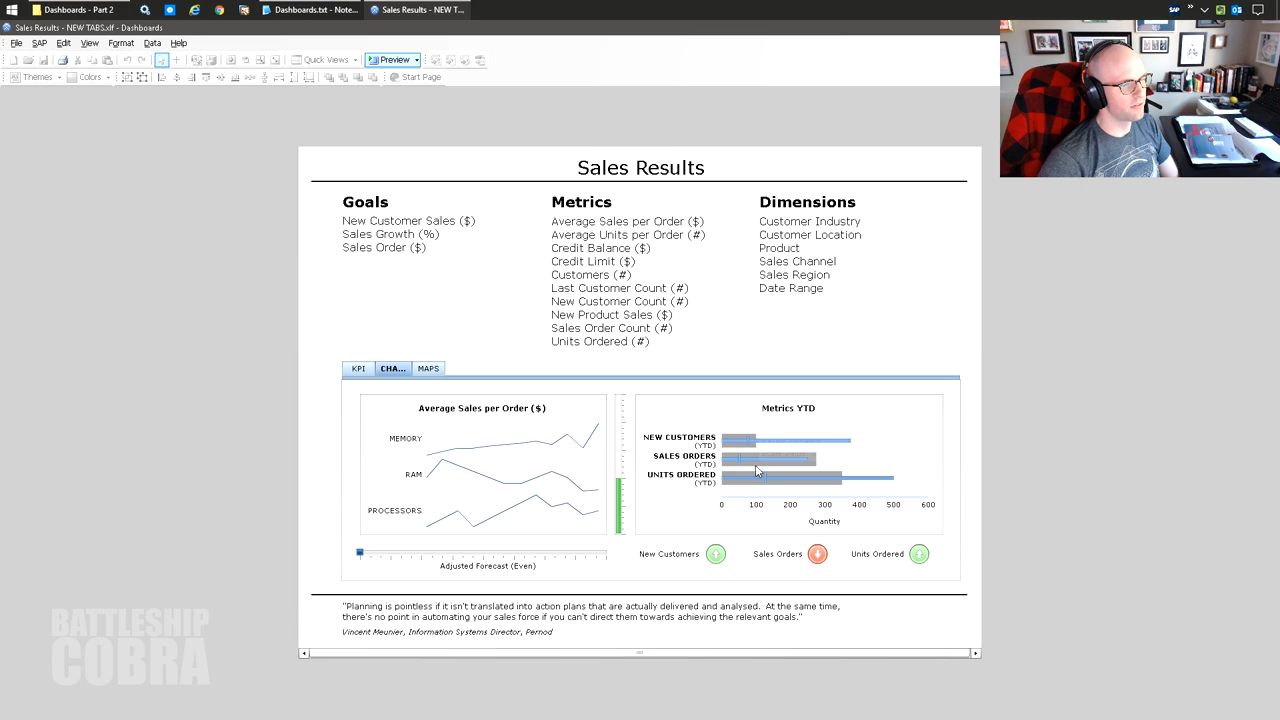 Dashboards - Part 2
Dashboards.txt - Note...
Sales Results - NEW T...
Sales Results - NEW TABS.xlf - Dashboards
File SAP Edit View Format Data Help
Quick Views Preview
Themes Colors Start Page
Sales Results
Goals
New Customer Sales ($)
Sales Growth (%)
Sales Order ($)
Metrics
Average Sales per Order ($)
Average Units per Order (#)
Credit Balance ($)
Credit Limit ($)
Customers (#)
Last Customer Count (#)
New Customer Count (#)
New Product Sales ($)
Sales Order Count (#)
Units Ordered (#)
Dimensions
Customer Industry
Customer Location
Product
Sales Channel
Sales Region
Date Range
KPI CHA... MAPS
Average Sales per Order ($)
MEMORY
RAM
PROCESSORS
Adjusted Forecast (Even)
Metrics YTD
NEW CUSTOMERS
(YTD)
SALES ORDERS
(YTD)
UNITS ORDERED
(YTD)
0 100 200 300 400 500 600
Quantity
New Customers Sales Orders Units Ordered
"Planning is pointless if it isn't translated into action plans that are actually delivered and analysed. At the same time,
there's no point in automating your sales force if you can't direct them towards achieving the relevant goals."
Vincent Meunier, Information Systems Director, Pernod
BATTLESHIP
COBRA